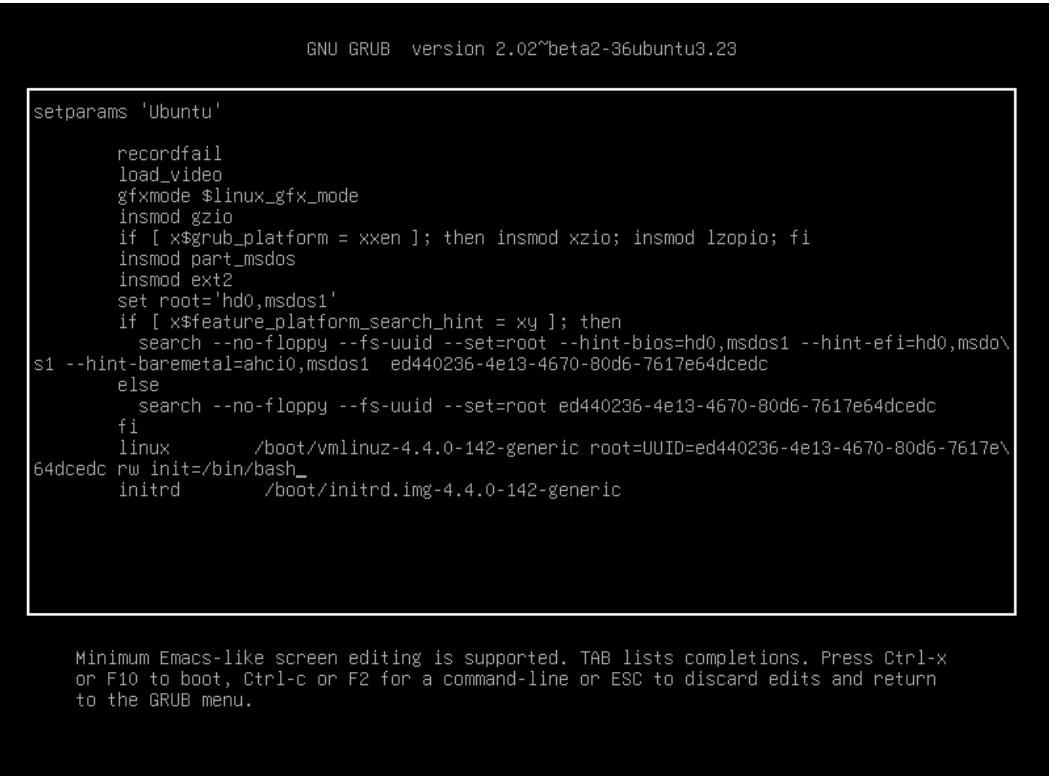 GNU GRUB  version 2.02~beta2-36ubuntu3.23
setparams 'Ubuntu'
recordfail
load_video
gfxmode $linux_gfx_mode
insmod gzio
if [ x$grub_platform = xxen ]; then insmod xzio; insmod lzopio; fi
insmod part_msdos
insmod ext2
set root='hd0,msdos1'
if [ x$feature_platform_search_hint = xy ]; then
search --no-floppy --fs-uuid --set=root --hint-bios=hd0,msdos1 --hint-efi=hd0,msdo\
s1 --hint-baremetal=ahci0,msdos1  ed440236-4e13-4670-80d6-7617e64dcedc
else
search --no-floppy --fs-uuid --set=root ed440236-4e13-4670-80d6-7617e64dcedc
fi
linux        /boot/vmlinuz-4.4.0-142-generic root=UUID=ed440236-4e13-4670-80d6-7617e\
64dcedc rw init=/bin/bash_
initrd        /boot/initrd.img-4.4.0-142-generic
Minimum Emacs-like screen editing is supported. TAB lists completions. Press Ctrl-x
or F10 to boot, Ctrl-c or F2 for a command-line or ESC to discard edits and return
to the GRUB menu.